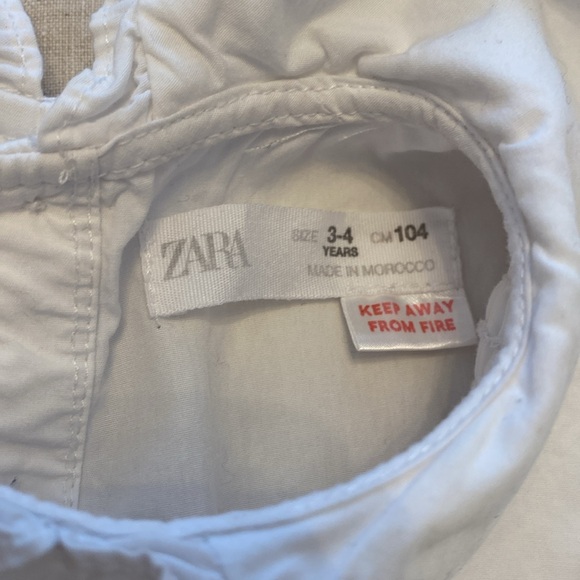 ZARA
SIZE 3-4 YEARS CM 104
MADE IN MOROCCO
KEEP AWAY
FROM FIRE